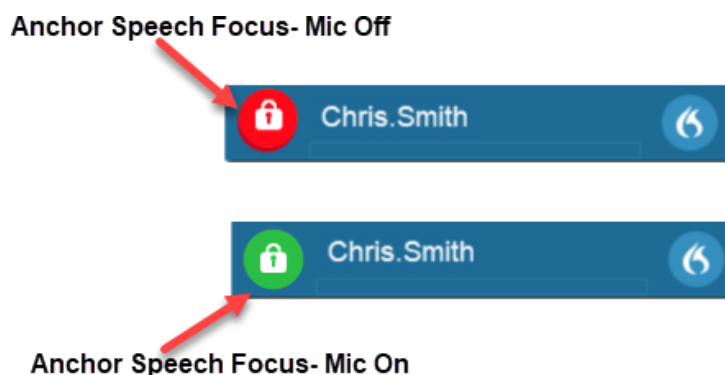 Anchor Speech Focus- Mic Off
Chris.Smith
Chris.Smith
Anchor Speech Focus- Mic On